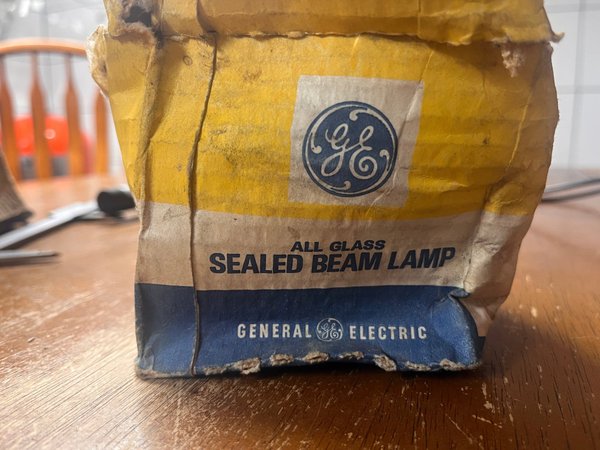 GE
ALL GLASS
SEALED BEAM LAMP
GENERAL GE ELECTRIC